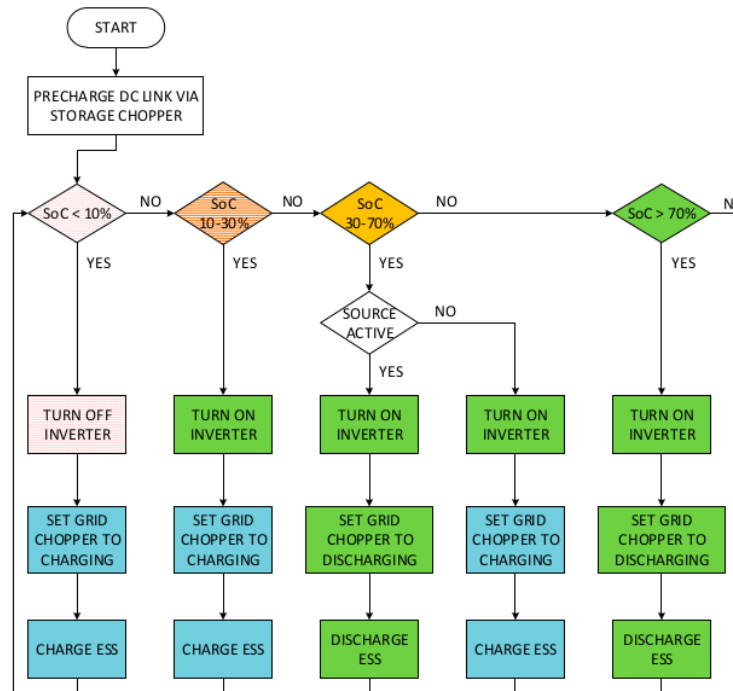 START
PRECHARGE DC LINK VIA
STORAGE CHOPPER
SoC < 10%
NO
SoC
10-30%
NO
SoC
30-70%
NO
SoC > 70%
N
YES
YES
YES
YES
SOURCE
ACTIVE
NO
YES
TURN OFF
INVERTER
TURN ON
INVERTER
TURN ON
INVERTER
TURN ON
INVERTER
TURN ON
INVERTER
SET GRID
CHOPPER TO
CHARGING
SET GRID
CHOPPER TO
CHARGING
SET GRID
CHOPPER TO
DISCHARGING
SET GRID
CHOPPER TO
CHARGING
SET GRID
CHOPPER TO
DISCHARGING
CHARGE ESS
CHARGE ESS
DISCHARGE
ESS
CHARGE ESS
DISCHARGE
ESS